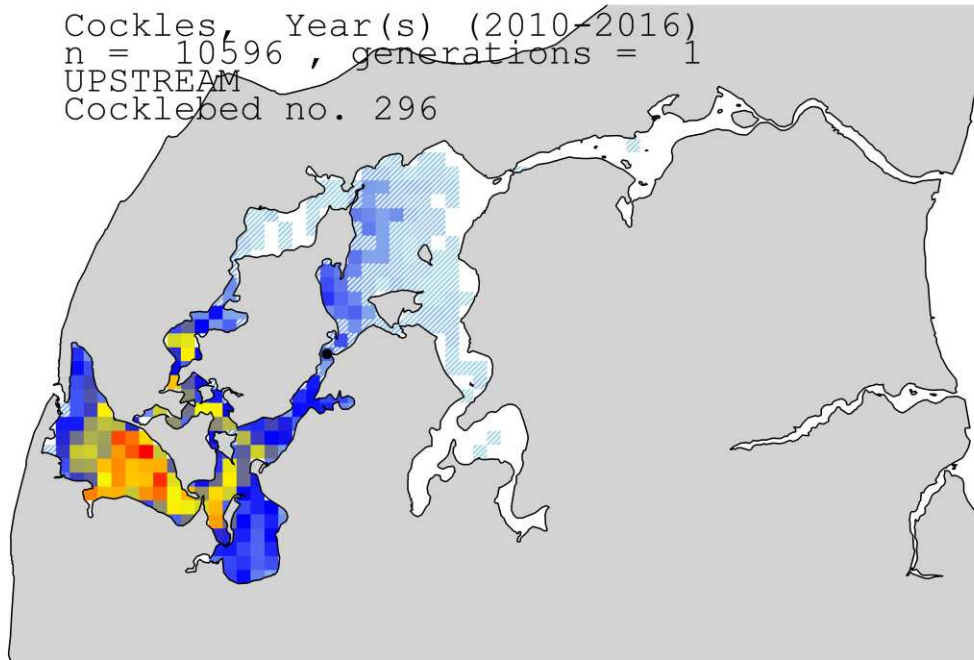 Cockles, Year(s) (2010-2016)
n = 10596 , generations = 1
UPSTREAM
Cocklebed no. 296